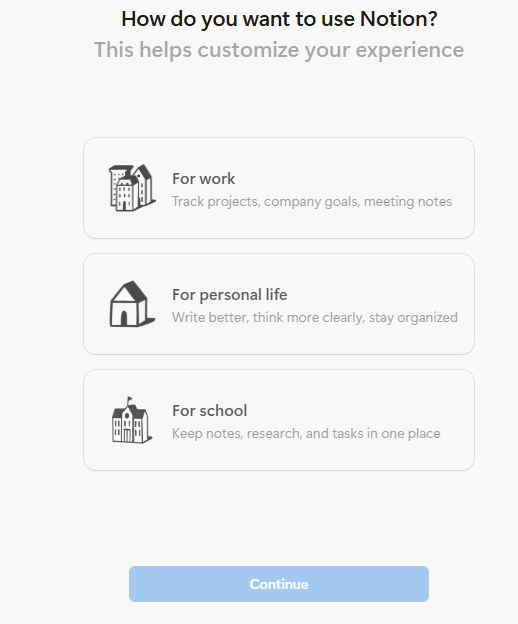 How do you want to use Notion?
This helps customize your experience
For work
Track projects, company goals, meeting notes
For personal life
Write better, think more clearly, stay organized
For school
Keep notes, research, and tasks in one place
Continue